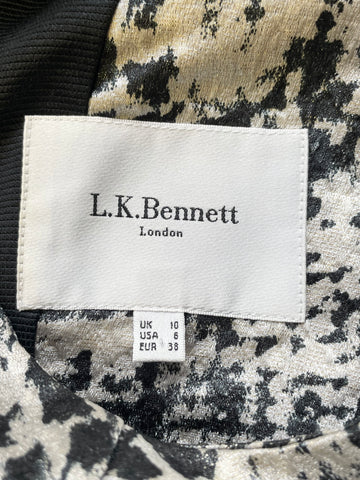 L.K.Bennett
London
UK 10
USA 6
EUR 38